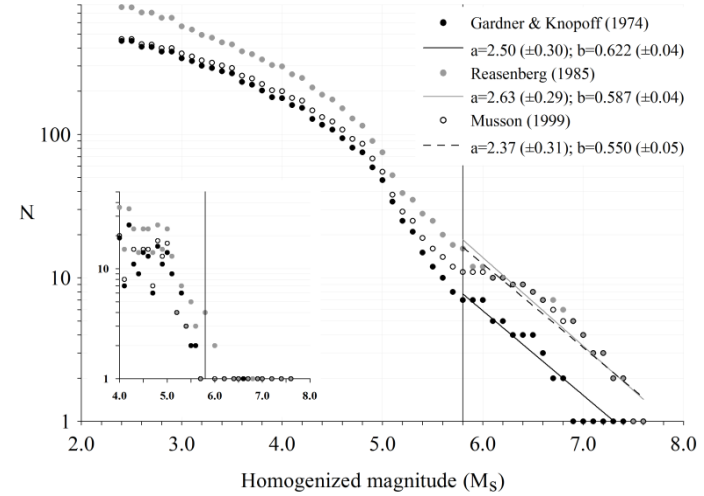 Gardner & Knopoff (1974)
a=2.50 (±0.30); b=0.622 (±0.04)
Reasenberg (1985)
a=2.63 (±0.29); b=0.587 (±0.04)
Musson (1999)
a=2.37 (±0.31); b=0.550 (±0.05)
100
N
10
10
1
4.0 5.0 6.0 7.0 8.0
1
2.0 3.0 4.0 5.0 6.0 7.0 8.0
Homogenized magnitude (Ms)